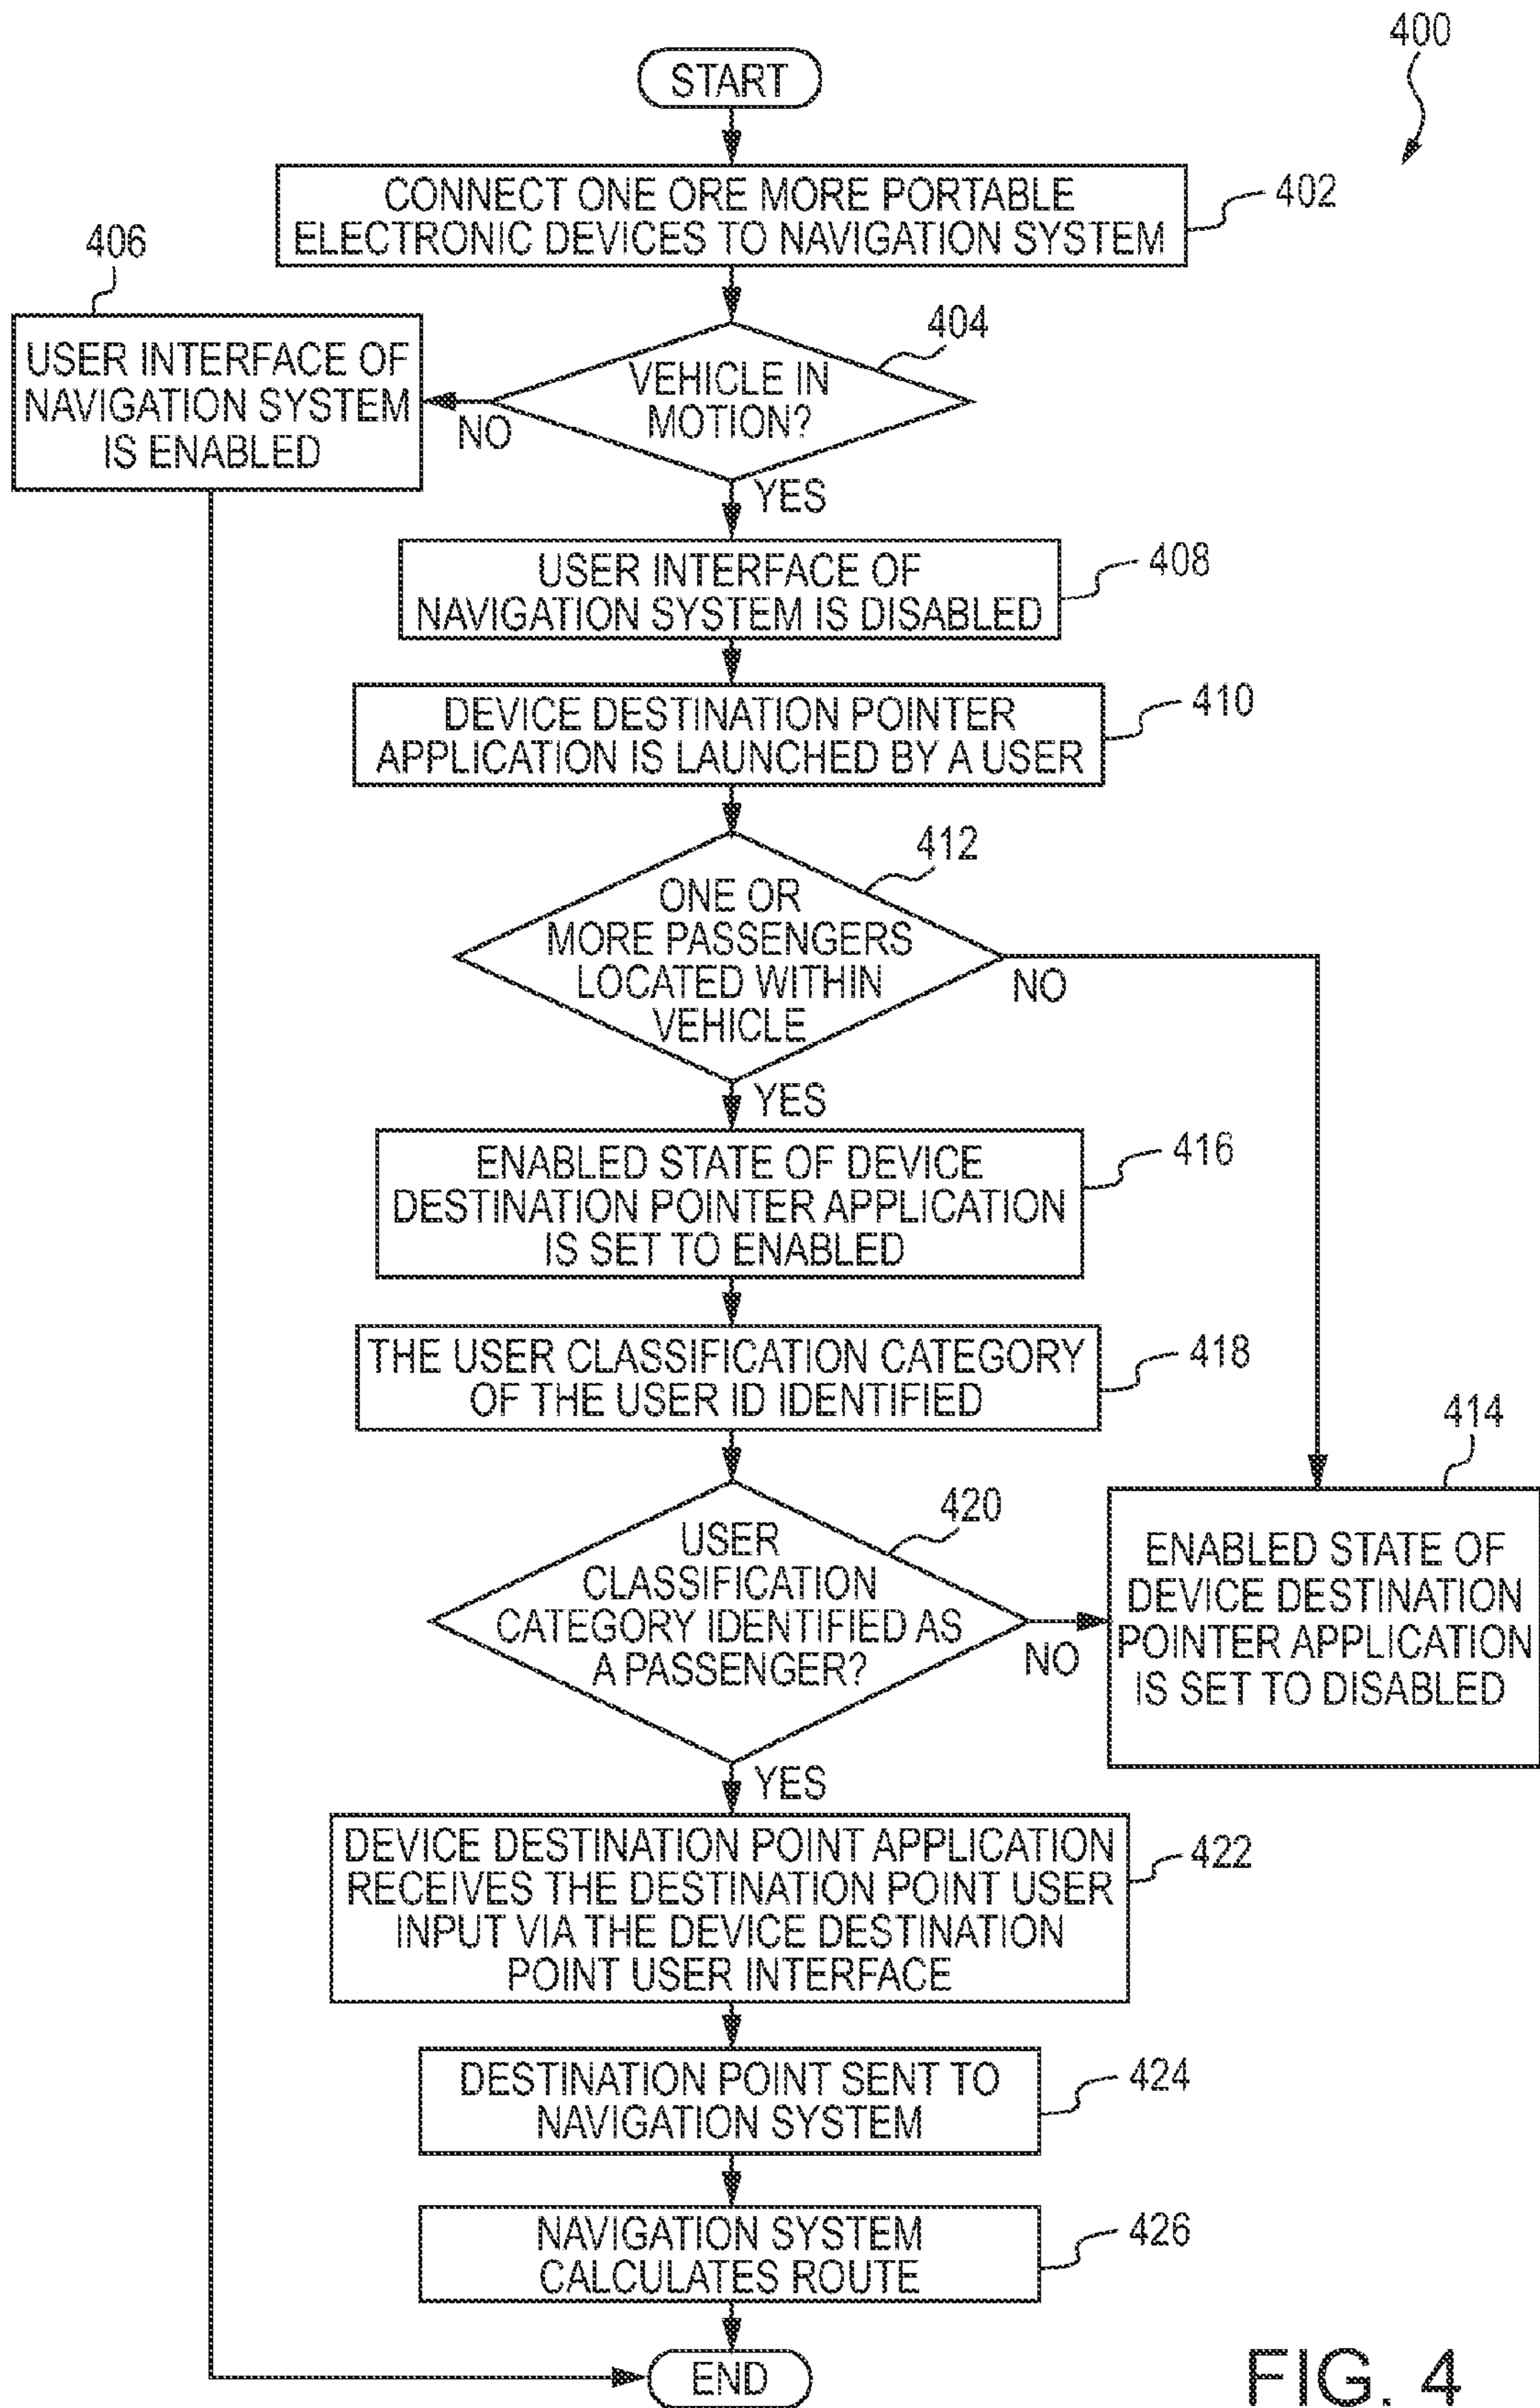 400
START
CONNECT ONE ORE MORE PORTABLE
ELECTRONIC DEVICES TO NAVIGATION SYSTEM
402
404
VEHICLE IN
MOTION?
NO
YES
406
USER INTERFACE OF
NAVIGATION SYSTEM
IS ENABLED
USER INTERFACE OF
NAVIGATION SYSTEM IS DISABLED
408
DEVICE DESTINATION POINTER
APPLICATION IS LAUNCHED BY A USER
410
412
ONE OR
MORE PASSENGERS
LOCATED WITHIN
VEHICLE
NO
YES
ENABLED STATE OF DEVICE
DESTINATION POINTER APPLICATION
IS SET TO ENABLED
416
THE USER CLASSIFICATION CATEGORY
OF THE USER ID IDENTIFIED
418
420
USER
CLASSIFICATION
CATEGORY IDENTIFIED AS
A PASSENGER?
NO
YES
414
ENABLED STATE OF
DEVICE DESTINATION
POINTER APPLICATION
IS SET TO DISABLED
DEVICE DESTINATION POINT APPLICATION
RECEIVES THE DESTINATION POINT USER
INPUT VIA THE DEVICE DESTINATION
POINT USER INTERFACE
422
DESTINATION POINT SENT TO
NAVIGATION SYSTEM
424
NAVIGATION SYSTEM
CALCULATES ROUTE
426
END
FIG. 4